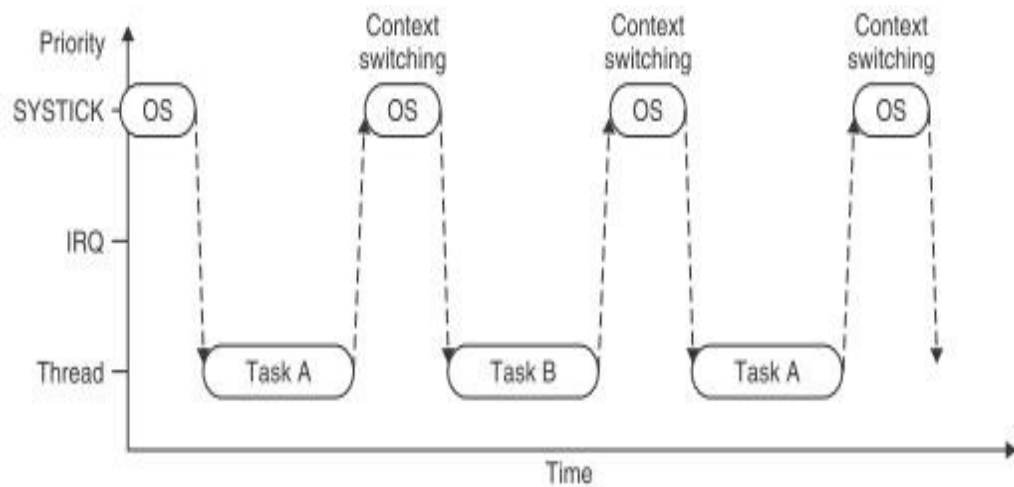 Priority
Context
switching
Context
switching
Context
switching
SYSTICK
OS
OS
OS
OS
IRQ
Thread
Task A
Task B
Task A
Time